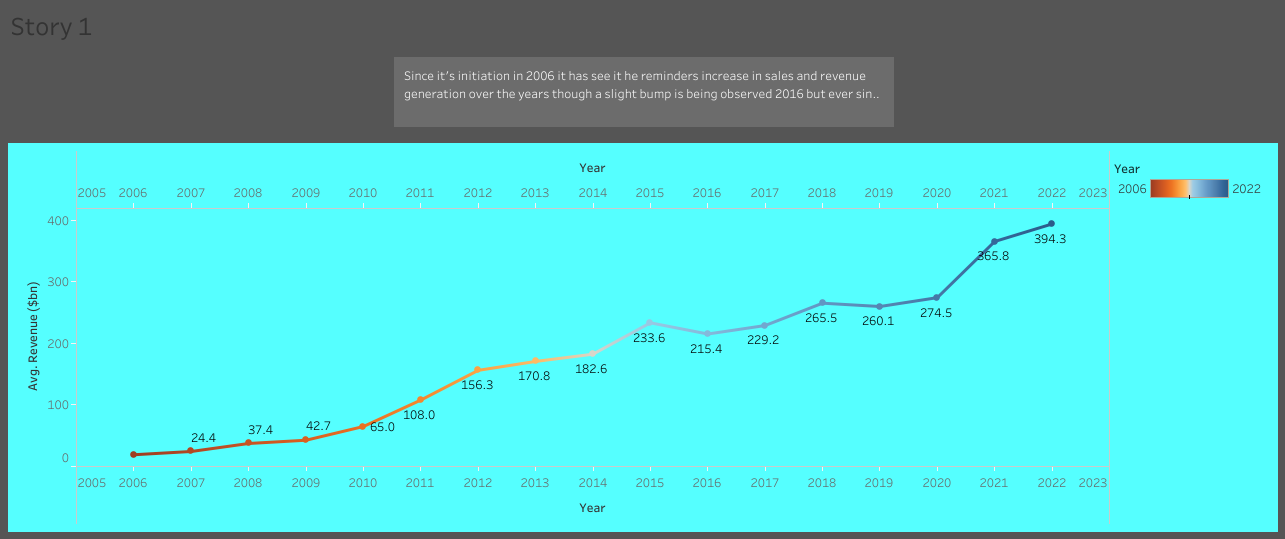 Story 1
Since it's initiation in 2006 it has see it he reminders increase in sales and revenue
generation over the years though a slight bump is being observed 2016 but ever sin..
Year
Year
2005 2006 2007 2008 2009 2010 2011 2012 2013 2014 2015 2016 2017 2018 2019 2020 2021 2022 2023
2006 2022
400
300
200
100
0
Avg. Revenue ($bn)
24.4
37.4
42.7
65.0
108.0
156.3
170.8
182.6
233.6
215.4
229.2
265.5
260.1
274.5
365.8
394.3
2005 2006 2007 2008 2009 2010 2011 2012 2013 2014 2015 2016 2017 2018 2019 2020 2021 2022 2023
Year